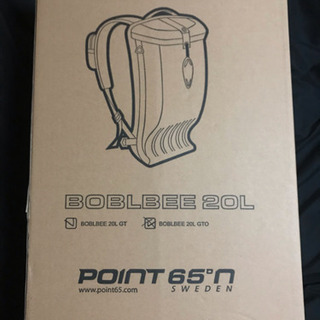 BOBLBEE 20L
BOBLBEE 20L GT BOBLBEE 20L GTO
POINT 65°N
www.point65.com SWEDEN